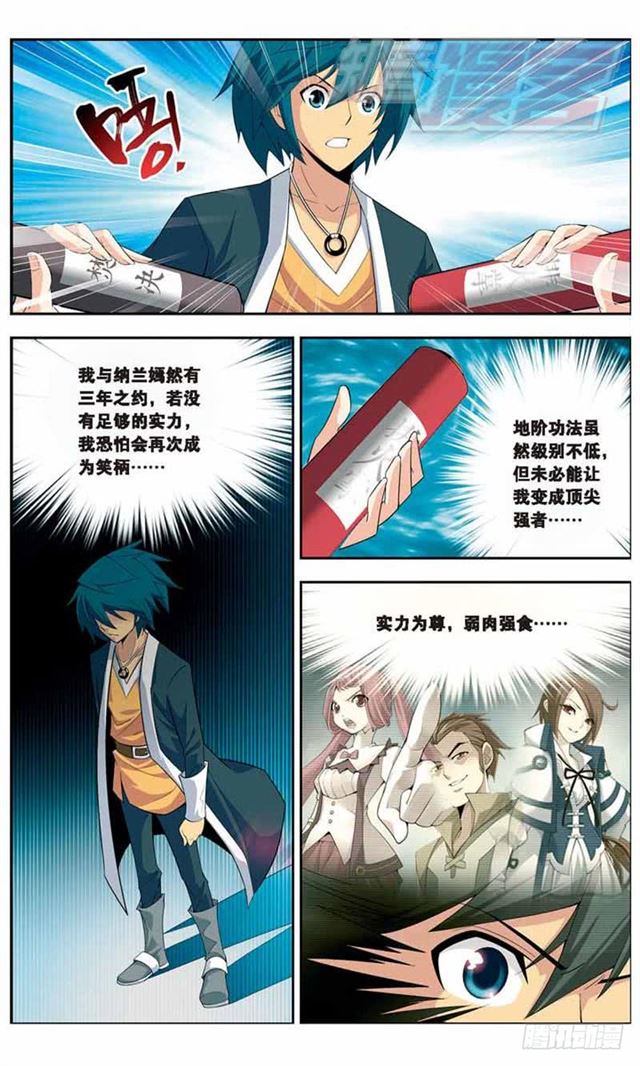 唔!
焚
决
我与纳兰嫣然有
三年之约，若没
有足够的实力，
我恐怕会再次成
为笑柄……
地阶功法虽
然级别不低，
但未必能让
我变成顶尖
强者……
实力为尊，弱肉强食……
腾讯动漫